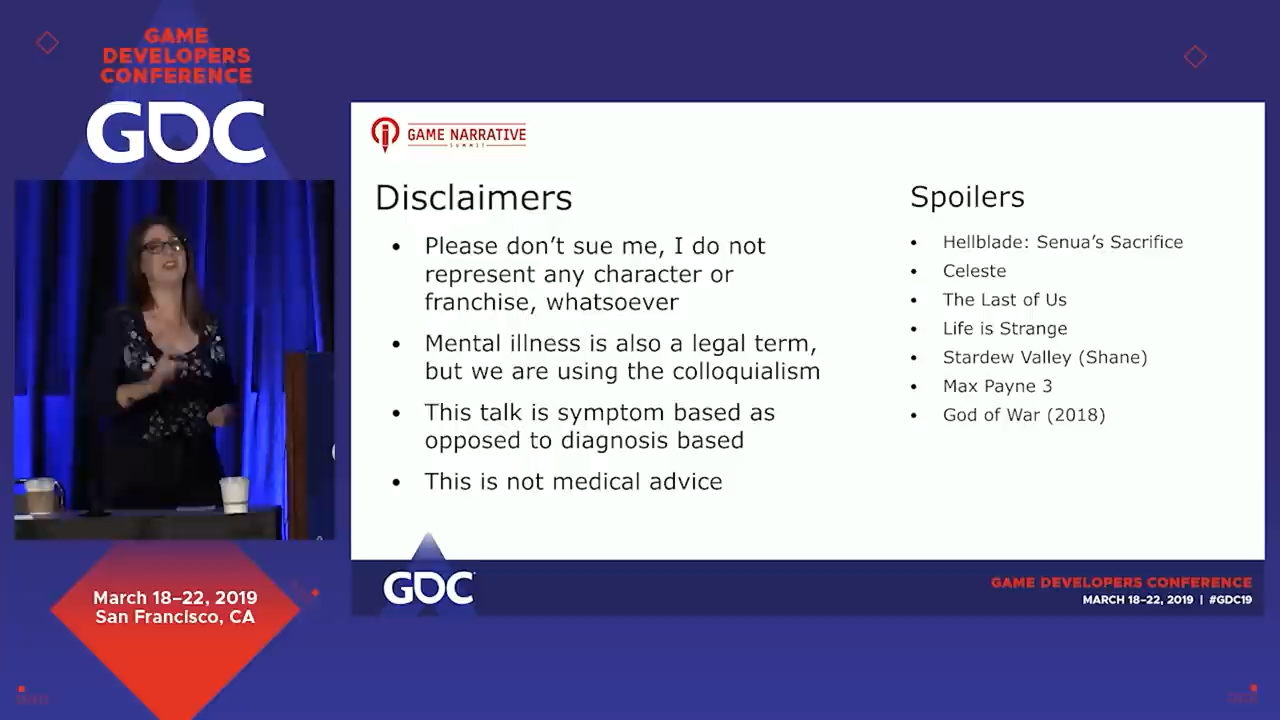 GAME
DEVELOPERS
CONFERENCE
GDC
GAME NARRATIVE
SUMMIT
Disclaimers
• Please don’t sue me, I do not
represent any character or
franchise, whatsoever
• Mental illness is also a legal term,
but we are using the colloquialism
• This talk is symptom based as
opposed to diagnosis based
• This is not medical advice
Spoilers
• Hellblade: Senua’s Sacrifice
• Celeste
• The Last of Us
• Life is Strange
• Stardew Valley (Shane)
• Max Payne 3
• God of War (2018)
GDC
GAME DEVELOPERS CONFERENCE
MARCH 18–22, 2019 | #GDC19
March 18–22, 2019
San Francisco, CA